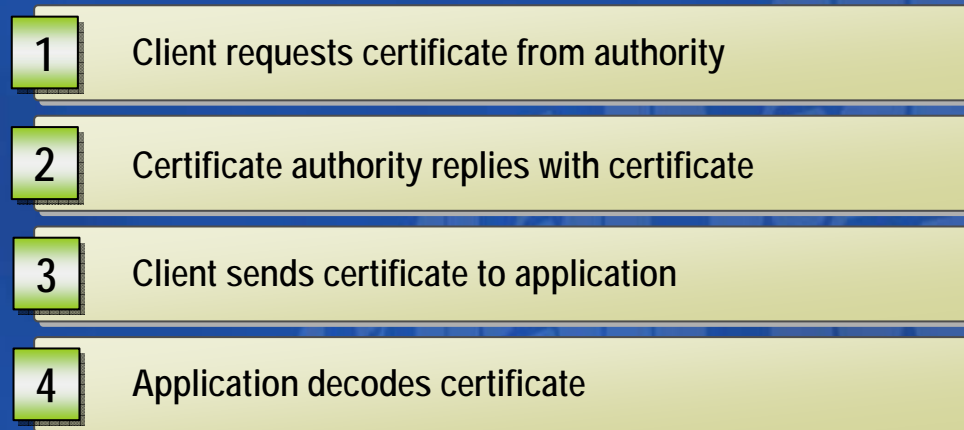 1 Client requests certificate from authority
2 Certificate authority replies with certificate
3 Client sends certificate to application
4 Application decodes certificate